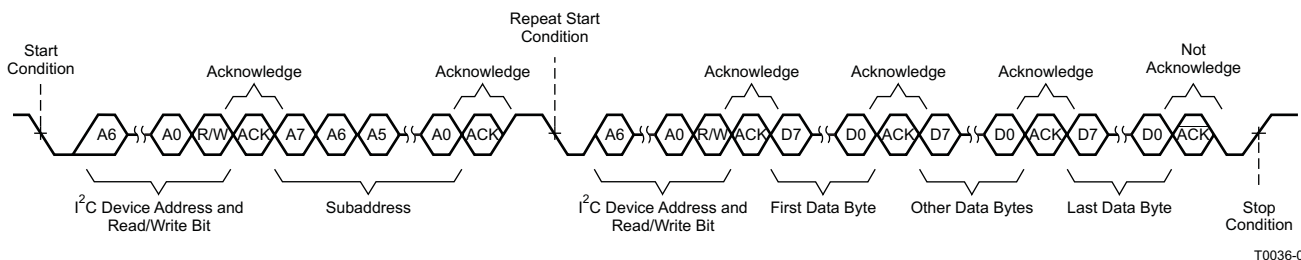 Repeat Start
Condition
Start
Condition
Not
Acknowledge
Acknowledge
Acknowledge
Acknowledge
Acknowledge
Acknowledge
A6 A0 R/W ACK A7 A6 A5 A0 ACK A6 A0 R/W ACK D7 D0 ACK D7 D0 ACK D7 D0 ACK
I2C Device Address and
Read/Write Bit
Subaddress
I2C Device Address and
Read/Write Bit
First Data Byte
Other Data Bytes
Last Data Byte
Stop
Condition